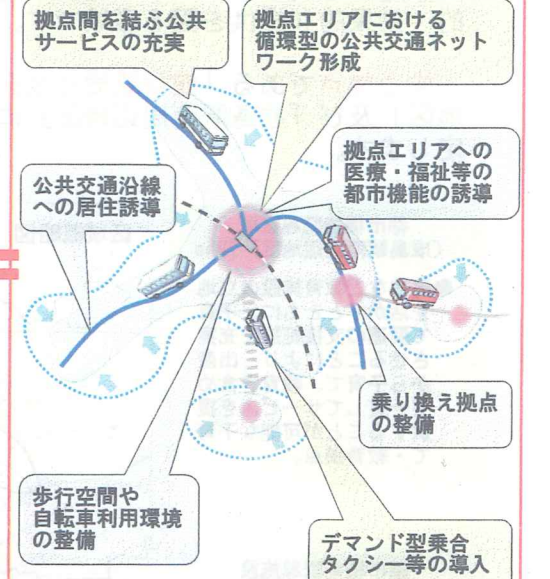 拠点間を結ぶ公共
サービスの充実
拠点エリアにおける
循環型の公共交通ネット
ワーク形成
拠点エリアへの
医療・福祉等の
都市機能の誘導
公共交通沿線
への居住誘導
乗り換え拠点
の整備
歩行空間や
自転車利用環境
の整備
デマンド型乗合
タクシー等の導入